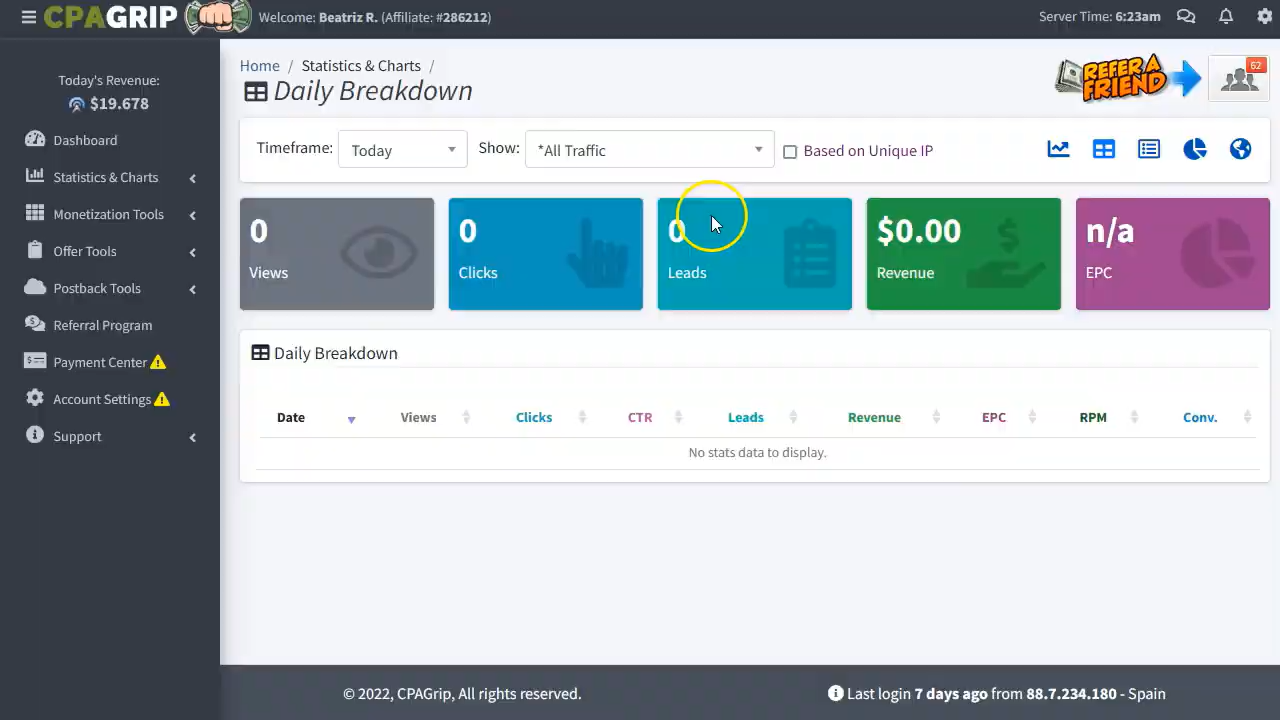 CPAGRIP
Welcome: Beatriz R. (Affiliate: #286212)
Server Time: 6:23am
Today's Revenue:
$19.678
Dashboard
Statistics & Charts
Monetization Tools
Offer Tools
Postback Tools
Referral Program
Payment Center
Account Settings
Support
Home / Statistics & Charts /
Daily Breakdown
REFER A
FRIEND
62
Timeframe: Today Show: *All Traffic Based on Unique IP
0
Views
0
Clicks
0
Leads
$0.00
Revenue
n/a
EPC
Daily Breakdown
Date Views Clicks CTR Leads Revenue EPC RPM Conv.
No stats data to display.
© 2022, CPAGrip, All rights reserved.
Last login 7 days ago from 88.7.234.180 - Spain